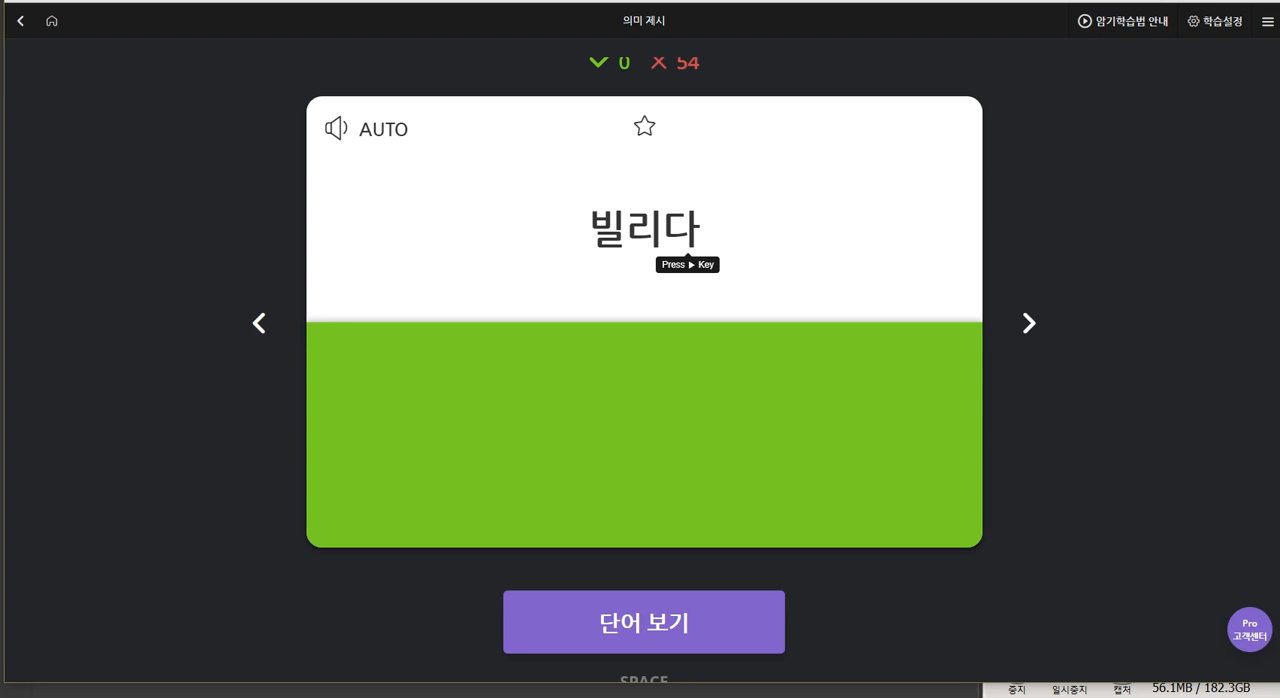 의미 제시
암기학습법 안내
학습설정
0
54
AUTO
빌리다
Press ▶ Key
단어 보기
SPACE
Pro
고객센터
중지
일시중지
캡처
56.1MB / 182.3GB